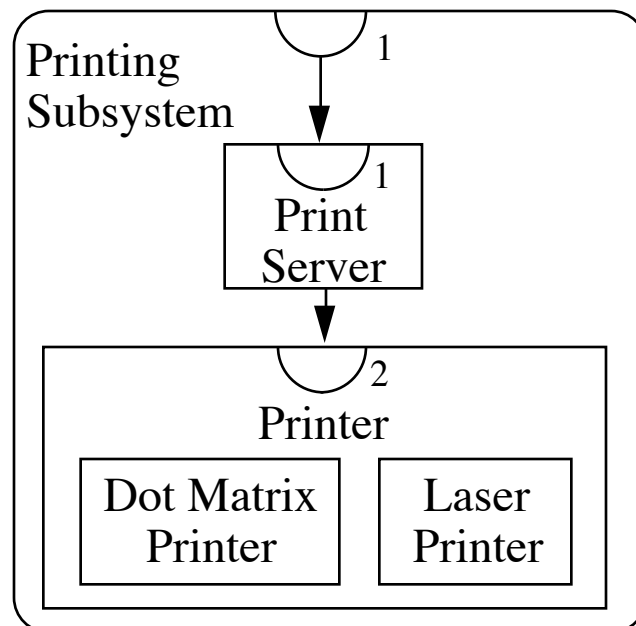 1
Printing
Subsystem
1
Print
Server
2
Printer
Dot Matrix
Printer
Laser
Printer